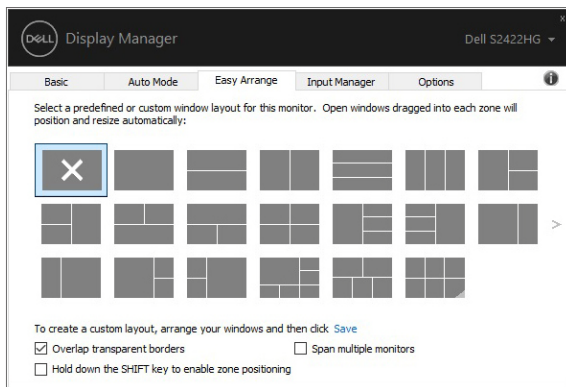 DELL Display Manager
Dell S2422HG
Basic Auto Mode Easy Arrange Input Manager Options
Select a predefined or custom window layout for this monitor. Open windows dragged into each zone will
position and resize automatically:
To create a custom layout, arrange your windows and then click Save
Overlap transparent borders Span multiple monitors
Hold down the SHIFT key to enable zone positioning